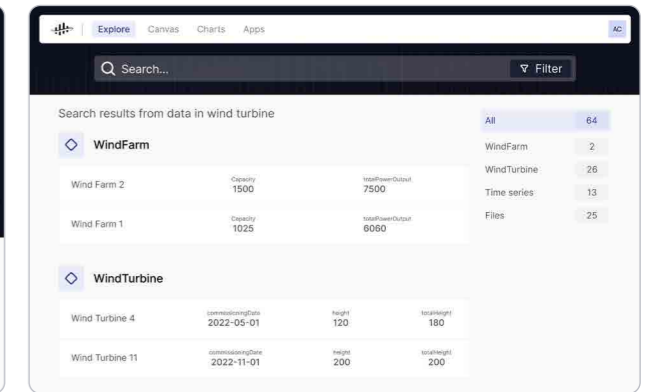 Explore Canvas Charts Apps AC
Search... Filter
Search results from data in wind turbine
WindFarm
Capacity totalPowerOutput
Wind Farm 2 1500 7500
Capacity totalPowerOutput
Wind Farm 1 1025 6060
WindTurbine
commissioningDate height totalHeight
Wind Turbine 4 2022-05-01 120 180
commissioningDate height totalHeight
Wind Turbine 11 2022-11-01 200 200
All 64
WindFarm 2
WindTurbine 26
Time series 13
Files 25